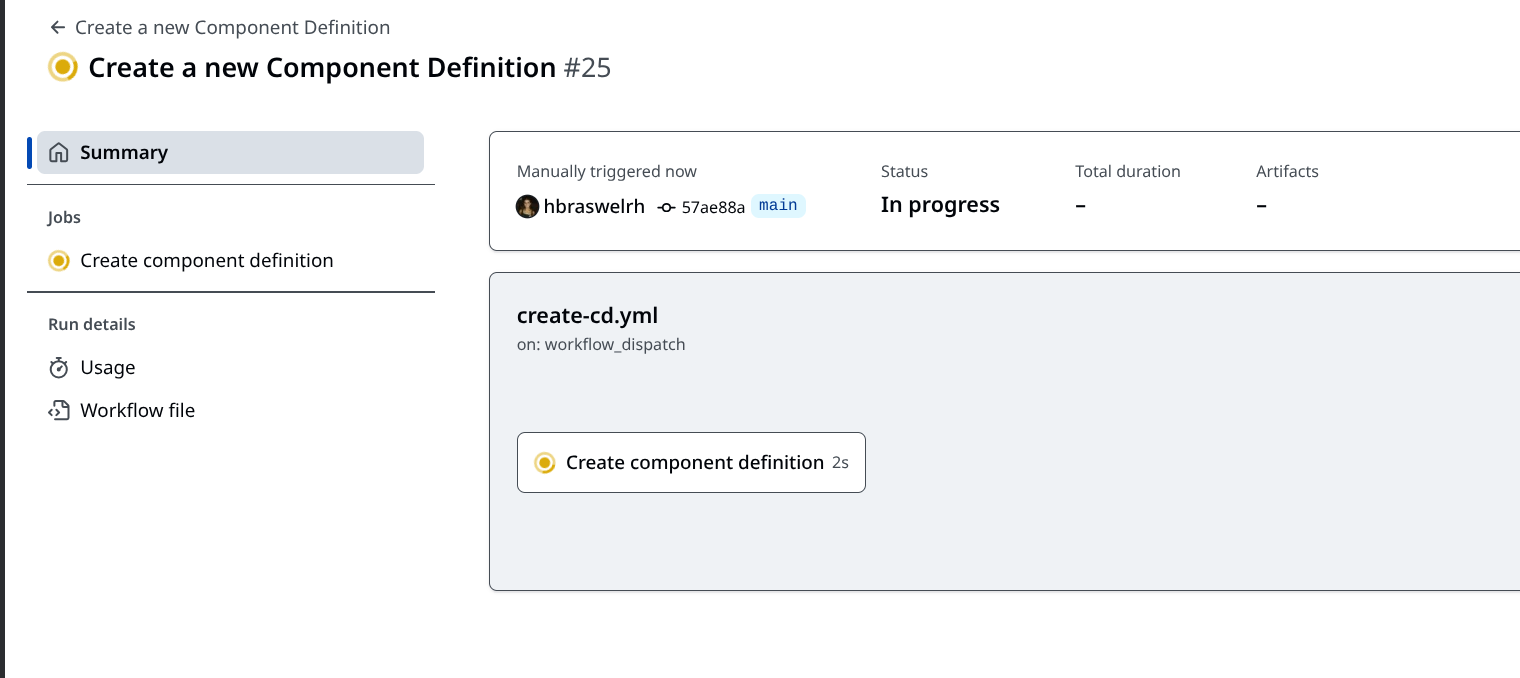 Create a new Component Definition
Create a new Component Definition #25
Summary
Jobs
Create component definition
Run details
Usage
Workflow file
Manually triggered now
hbraswelrh 57ae88a main
Status
In progress
Total duration
–
Artifacts
–
create-cd.yml
on: workflow_dispatch
Create component definition 2s